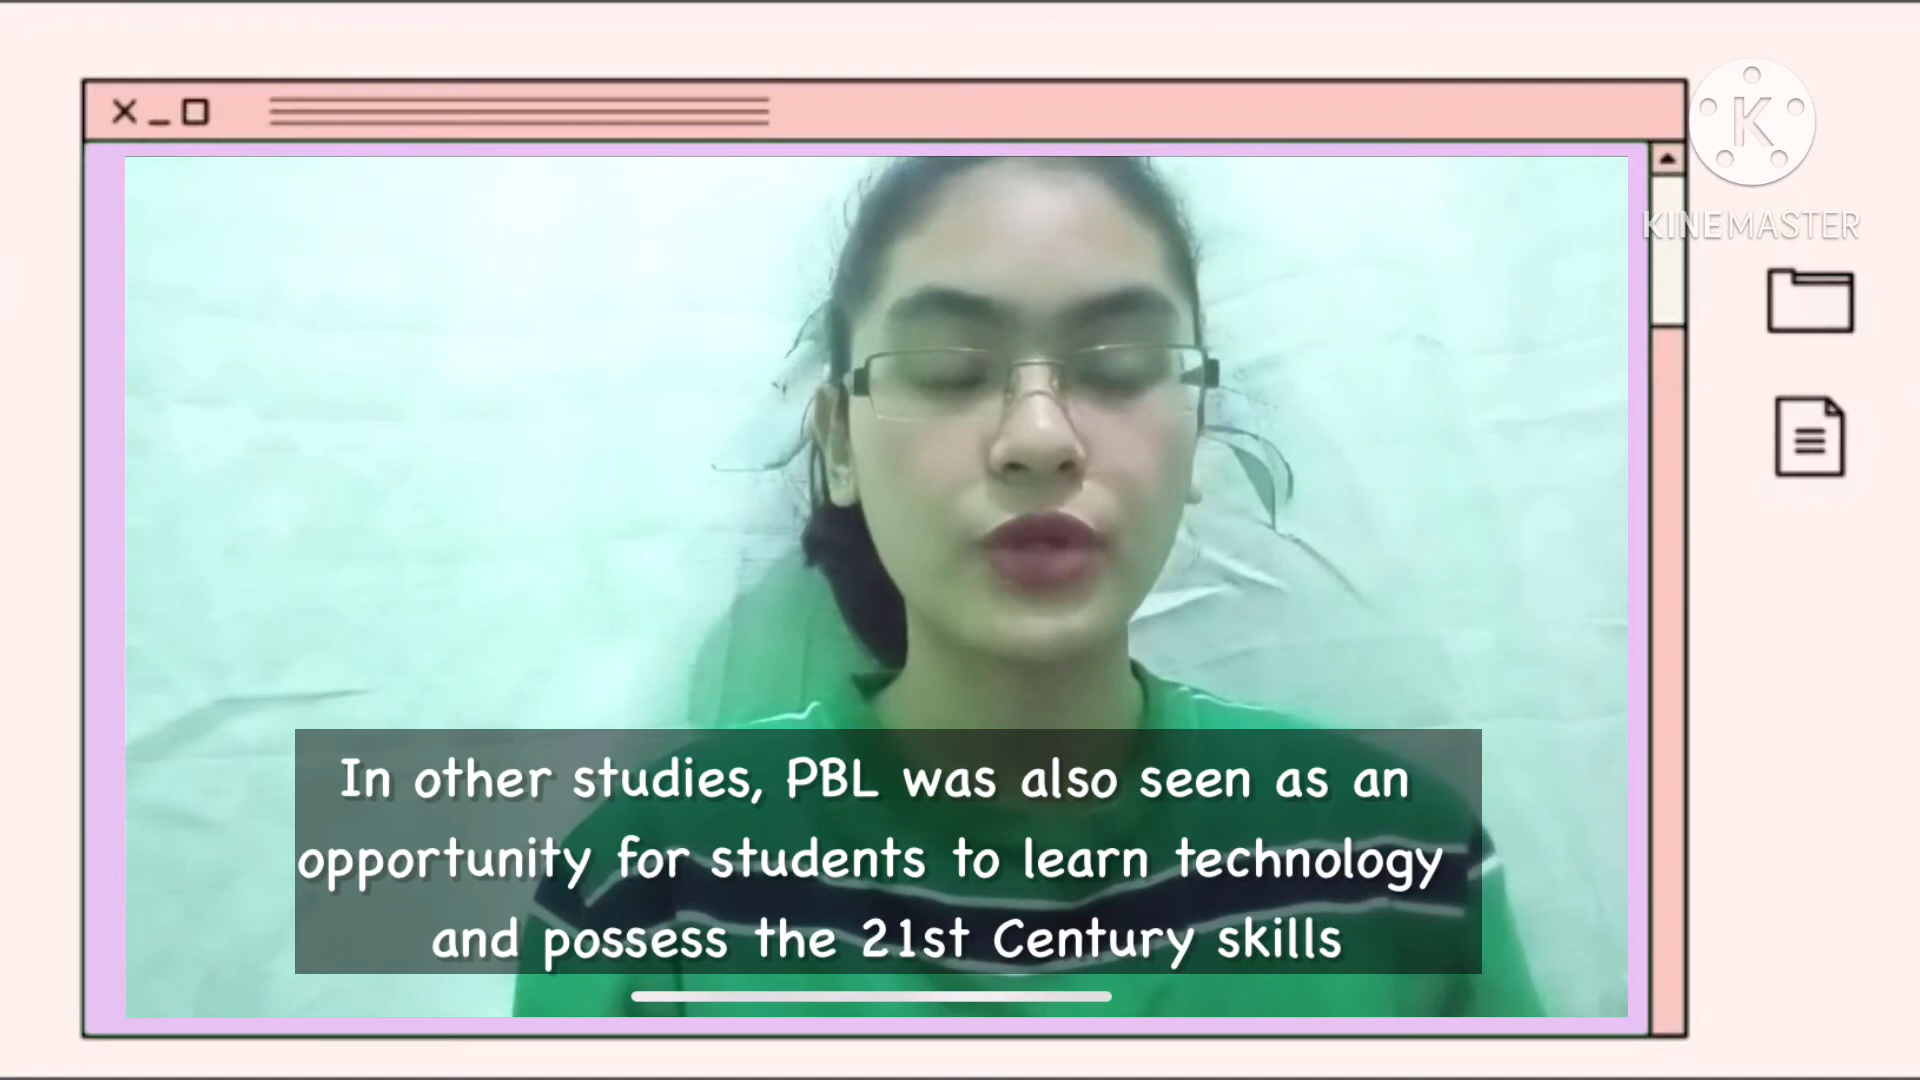 K
KINEMASTER
In other studies, PBL was also seen as an
opportunity for students to learn technology
and possess the 21st Century skills